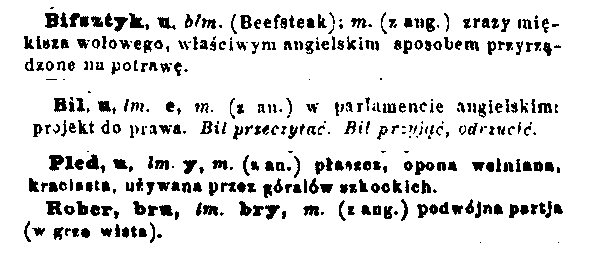 Bifsztyk, u, blm. (Beefsteak); m. (z ang.) zrazy mię-
kisza wołowego, właściwym angielskim sposobem przyrzą-
dzone na potrawę.
Bil, u, lm. e, m. (z an.) w parlamencie angielskim:
projekt do prawa. Bil przeczytać. Bil przyjąć, odrzucić.
Pled, u, lm. y, m. (z an.) płaszcz, opona wełniana,
kraciasta, używana przez górałów szkockich.
Rober, bra, lm. bry, m. (z ang.) podwójna partja
(w grze wista).